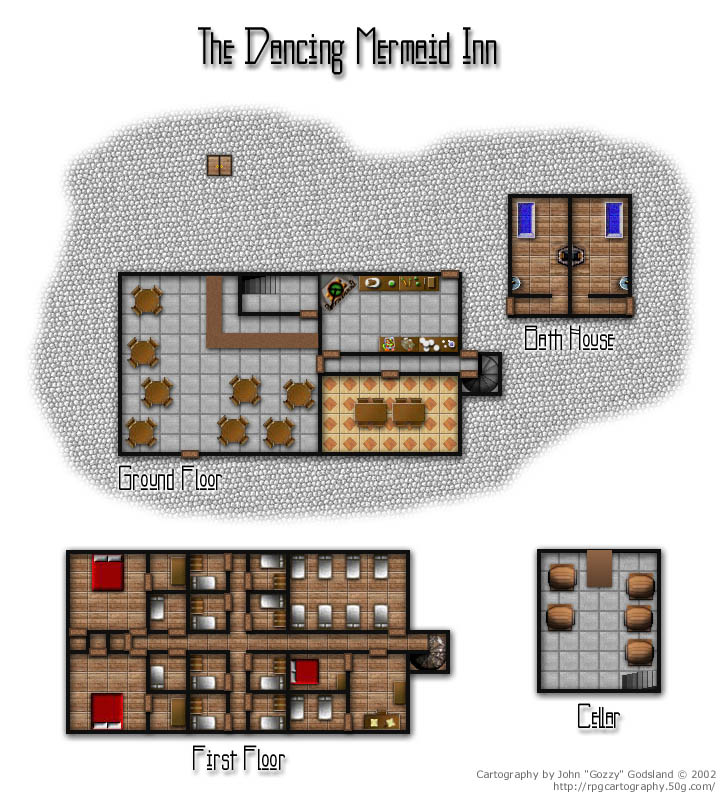 The Dancing Mermaid Inn
Bath House
Ground Floor
First Floor
Cellar
Cartography by John "Gozzy" Godsland © 2002
http://rpgcartography.50g.com/